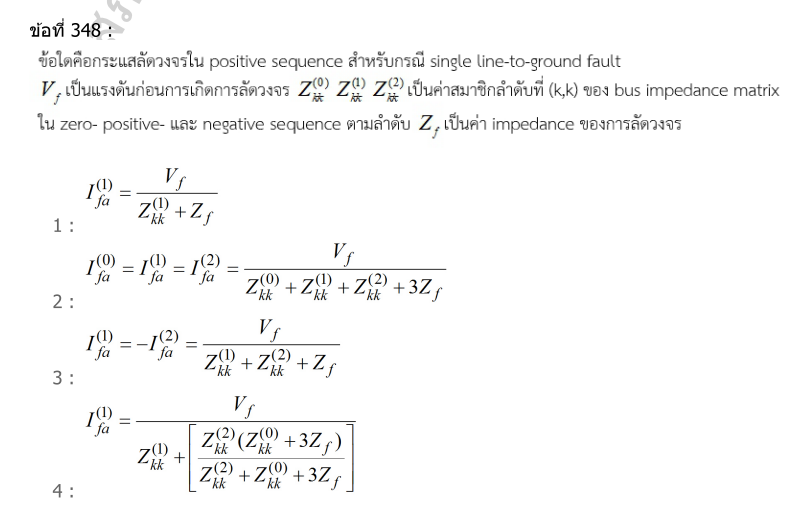 ข้อที่ 348 :
ข้อใดคือกระแสลัดวงจรใน positive sequence สำหรับกรณี single line-to-ground fault
V_f เป็นแรงดันก่อนการเกิดการลัดวงจร Z_{kk}^{(0)} Z_{kk}^{(1)} Z_{kk}^{(2)} เป็นค่าสมาชิกลำดับที่ (k,k) ของ bus impedance matrix
ใน zero- positive- และ negative sequence ตามลำดับ Z_f เป็นค่า impedance ของการลัดวงจร
1 : I_{fa}^{(1)} = \frac{V_f}{Z_{kk}^{(1)} + Z_f}
2 : I_{fa}^{(0)} = I_{fa}^{(1)} = I_{fa}^{(2)} = \frac{V_f}{Z_{kk}^{(0)} + Z_{kk}^{(1)} + Z_{kk}^{(2)} + 3Z_f}
3 : I_{fa}^{(1)} = -I_{fa}^{(2)} = \frac{V_f}{Z_{kk}^{(1)} + Z_{kk}^{(2)} + Z_f}
4 : I_{fa}^{(1)} = \frac{V_f}{Z_{kk}^{(1)} + \left[\frac{Z_{kk}^{(2)}(Z_{kk}^{(0)} + 3Z_f)}{Z_{kk}^{(2)} + Z_{kk}^{(0)} + 3Z_f}\right]}